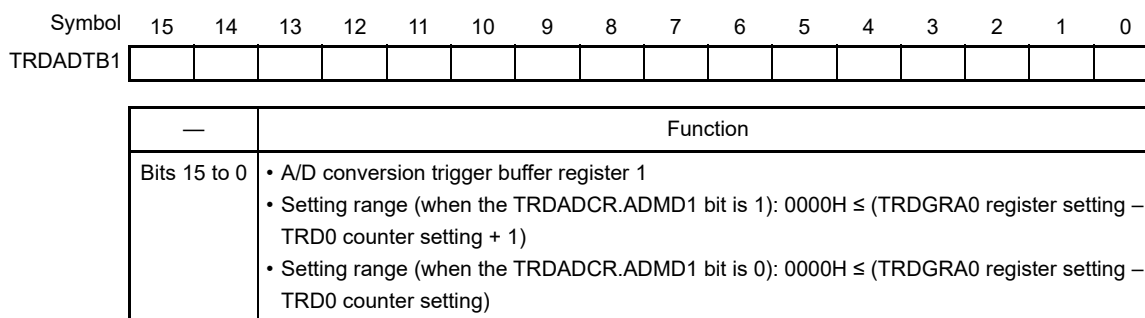 Symbol 15 14 13 12 11 10 9 8 7 6 5 4 3 2 1 0
TRDADTB1
— Function
Bits 15 to 0 • A/D conversion trigger buffer register 1
• Setting range (when the TRDADCR.ADMD1 bit is 1): 0000H ≤ (TRDGRA0 register setting –
TRD0 counter setting + 1)
• Setting range (when the TRDADCR.ADMD1 bit is 0): 0000H ≤ (TRDGRA0 register setting –
TRD0 counter setting)